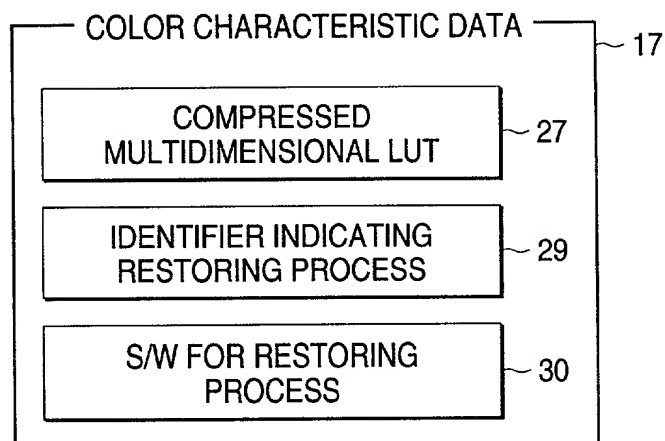 COLOR CHARACTERISTIC DATA
17
COMPRESSED
MULTIDIMENSIONAL LUT
27
IDENTIFIER INDICATING
RESTORING PROCESS
29
S/W FOR RESTORING
PROCESS
30